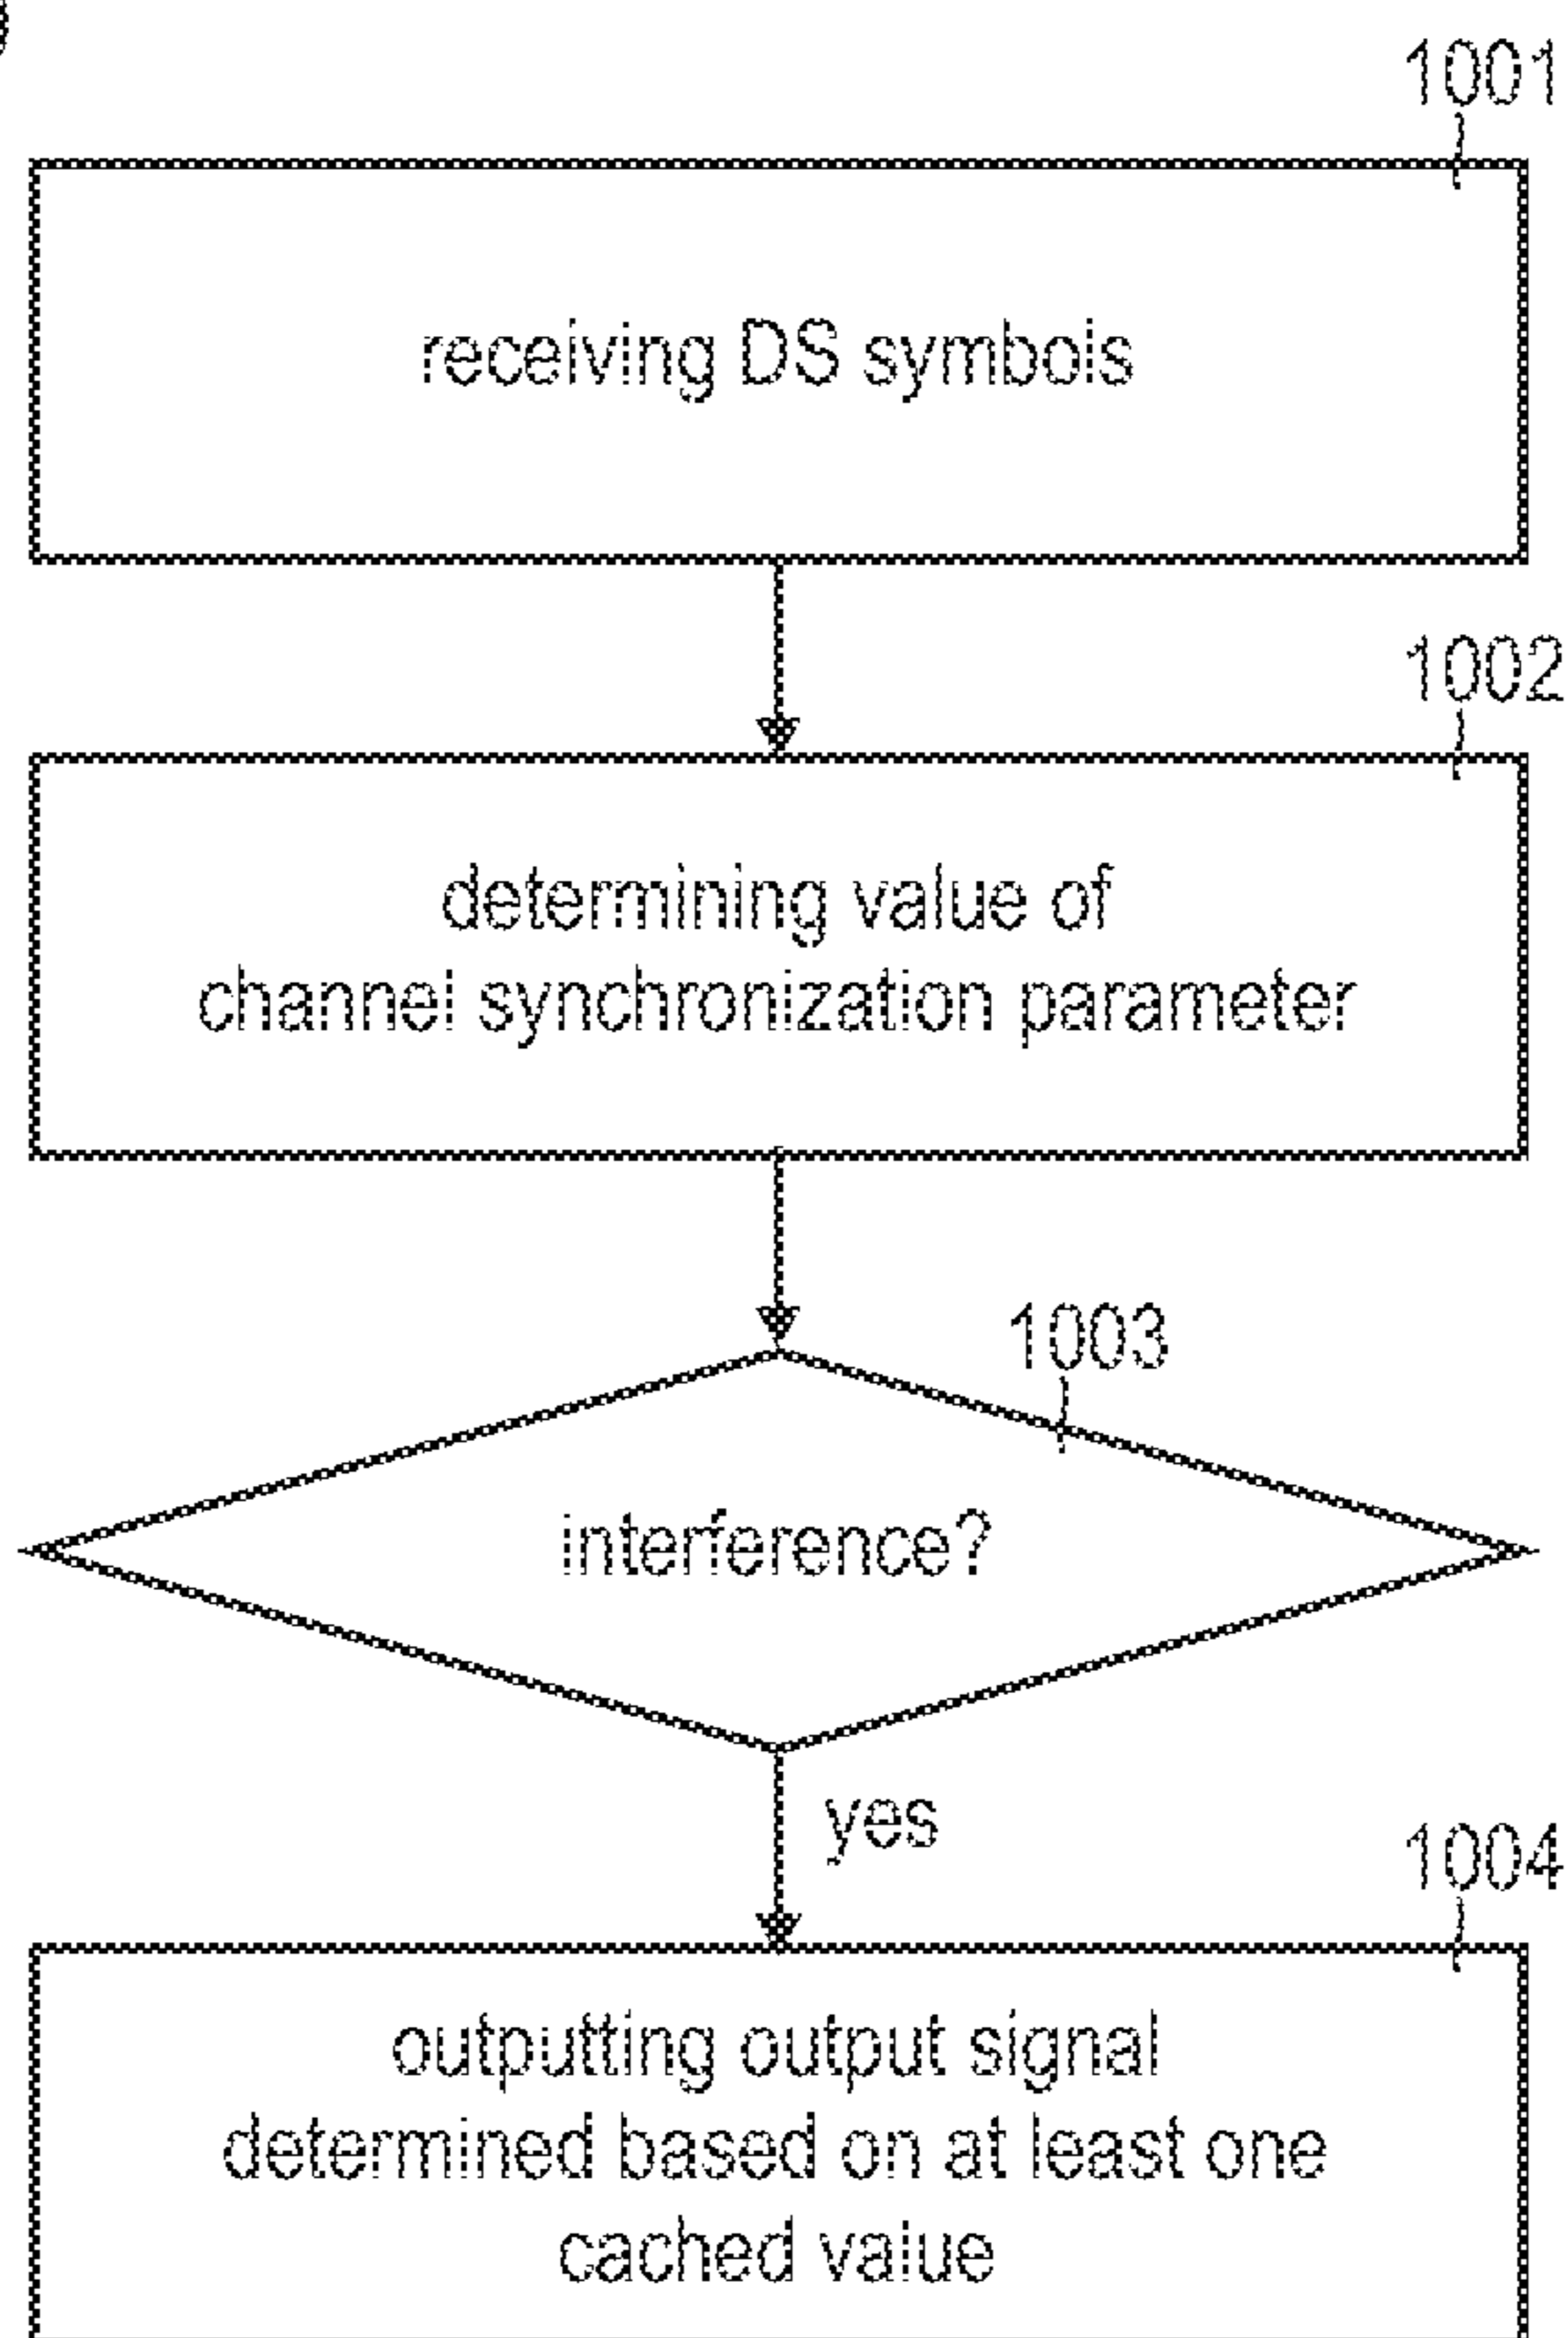 1001
receiving DS symbols
1002
determining value of
channel synchronization parameter
1003
interference?
yes
1004
outputting output signal
determined based on at least one
cached value